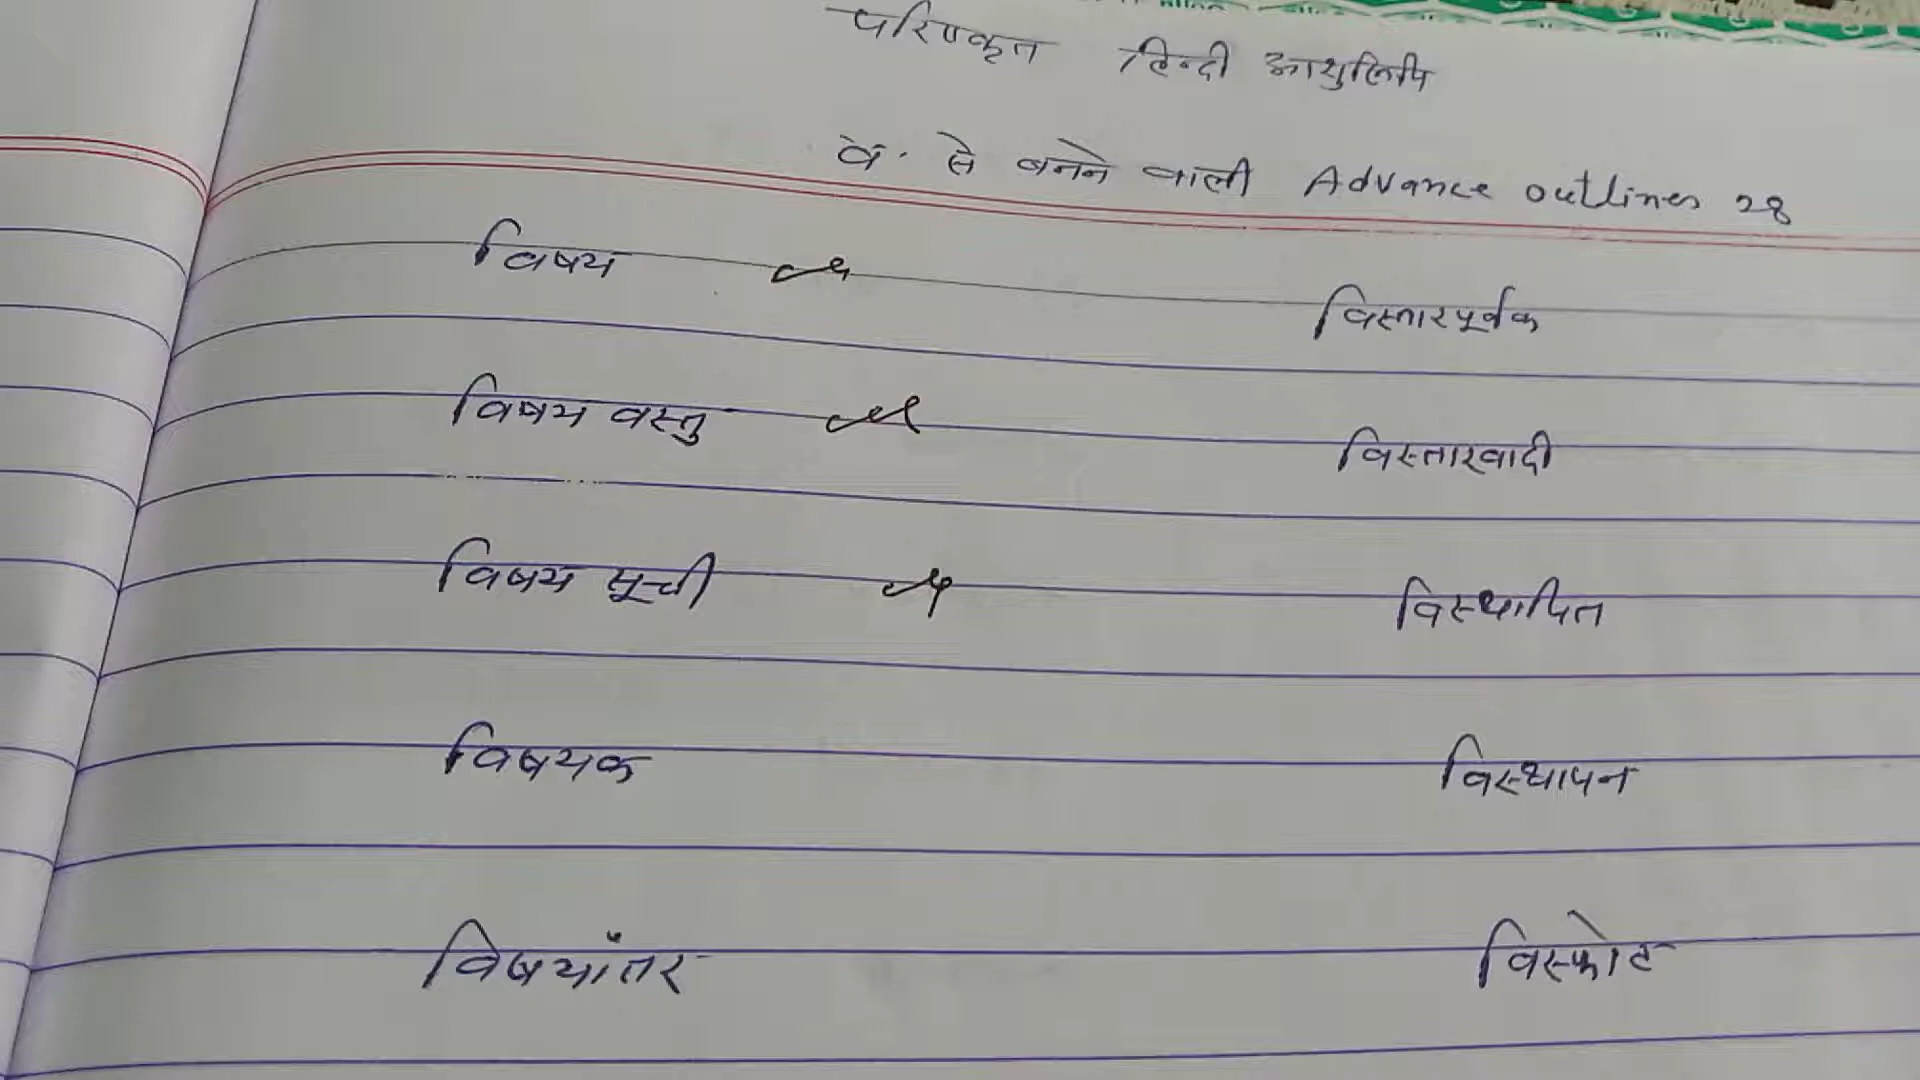 परिष्कृत हिन्दी आशुलिपि
व. से बनने वाली Advance outlines 28
विषय
विस्तारपूर्वक
विषय वस्तु
विस्तारवादी
विषय सूची
विस्थापित
विषयक
विस्थापन
विषयांतर
विस्फोट